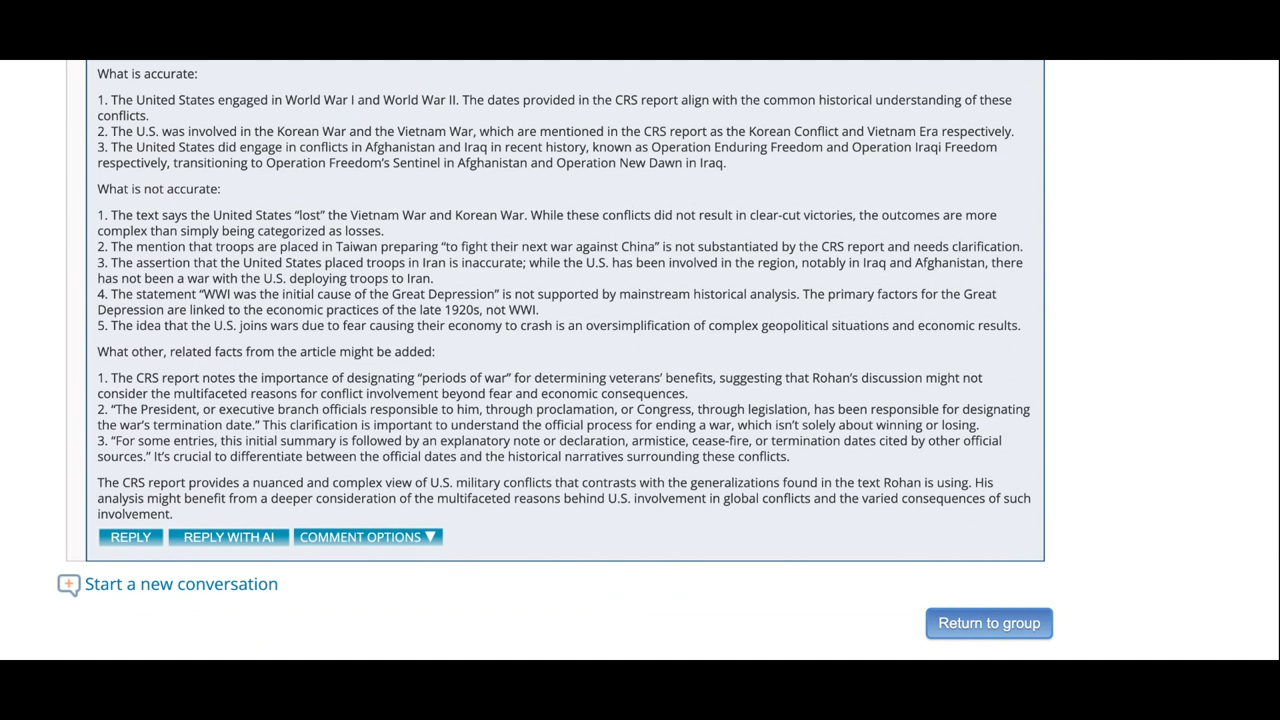 What is accurate:
1. The United States engaged in World War I and World War II. The dates provided in the CRS report align with the common historical understanding of these
conflicts.
2. The U.S. was involved in the Korean War and the Vietnam War, which are mentioned in the CRS report as the Korean Conflict and Vietnam Era respectively.
3. The United States did engage in conflicts in Afghanistan and Iraq in recent history, known as Operation Enduring Freedom and Operation Iraqi Freedom
respectively, transitioning to Operation Freedom’s Sentinel in Afghanistan and Operation New Dawn in Iraq.
What is not accurate:
1. The text says the United States “lost” the Vietnam War and Korean War. While these conflicts did not result in clear-cut victories, the outcomes are more
complex than simply being categorized as losses.
2. The mention that troops are placed in Taiwan preparing “to fight their next war against China” is not substantiated by the CRS report and needs clarification.
3. The assertion that the United States placed troops in Iran is inaccurate; while the U.S. has been involved in the region, notably in Iraq and Afghanistan, there
has not been a war with the U.S. deploying troops to Iran.
4. The statement “WWI was the initial cause of the Great Depression” is not supported by mainstream historical analysis. The primary factors for the Great
Depression are linked to the economic practices of the late 1920s, not WWI.
5. The idea that the U.S. joins wars due to fear causing their economy to crash is an oversimplification of complex geopolitical situations and economic results.
What other, related facts from the article might be added:
1. The CRS report notes the importance of designating “periods of war” for determining veterans’ benefits, suggesting that Rohan’s discussion might not
consider the multifaceted reasons for conflict involvement beyond fear and economic consequences.
2. “The President, or executive branch officials responsible to him, through proclamation, or Congress, through legislation, has been responsible for designating
the war’s termination date.” This clarification is important to understand the official process for ending a war, which isn’t solely about winning or losing.
3. “For some entries, this initial summary is followed by an explanatory note or declaration, armistice, cease-fire, or termination dates cited by other official
sources.” It’s crucial to differentiate between the official dates and the historical narratives surrounding these conflicts.
The CRS report provides a nuanced and complex view of U.S. military conflicts that contrasts with the generalizations found in the text Rohan is using. His
analysis might benefit from a deeper consideration of the multifaceted reasons behind U.S. involvement in global conflicts and the varied consequences of such
involvement.
REPLY REPLY WITH AI COMMENT OPTIONS ▼
Start a new conversation
Return to group